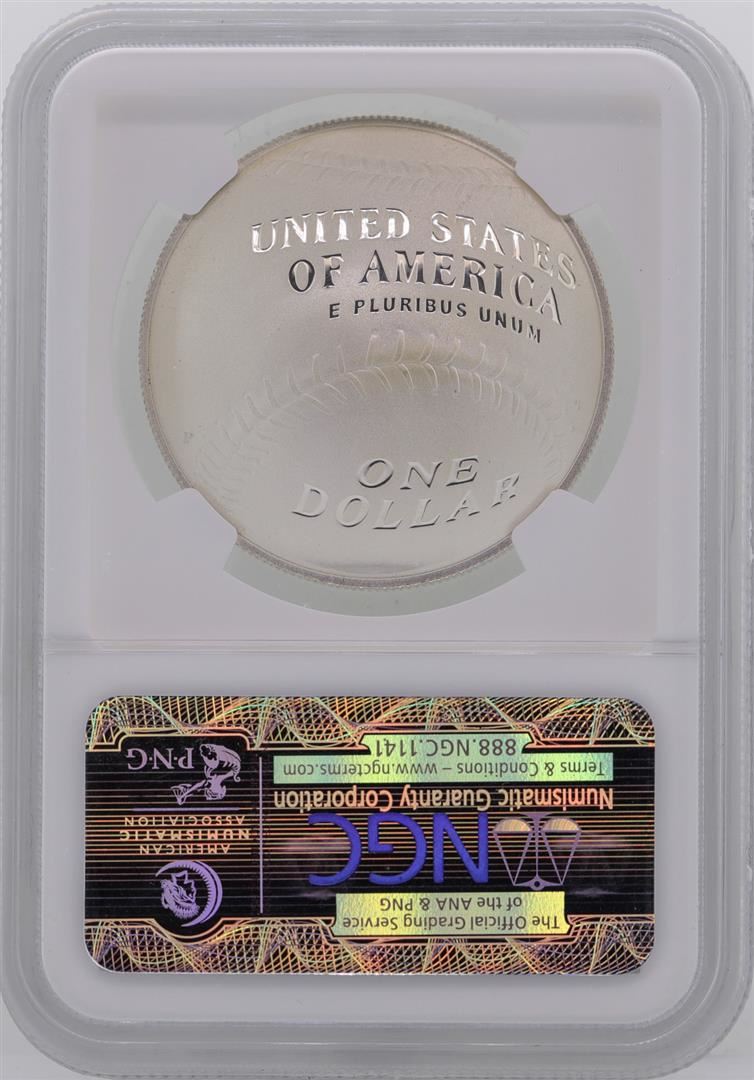 UNITED STATES
OF AMERICA
E PLURIBUS UNUM
ONE
DOLLAR
The Official Grading Service
of the ANA & PNG
NGC
Numismatic Guaranty Corporation
Terms & Conditions – www.ngcterms.com
888.NGC.1141
AMERICAN
NUMISMATIC
ASSOCIATION
P·N·G